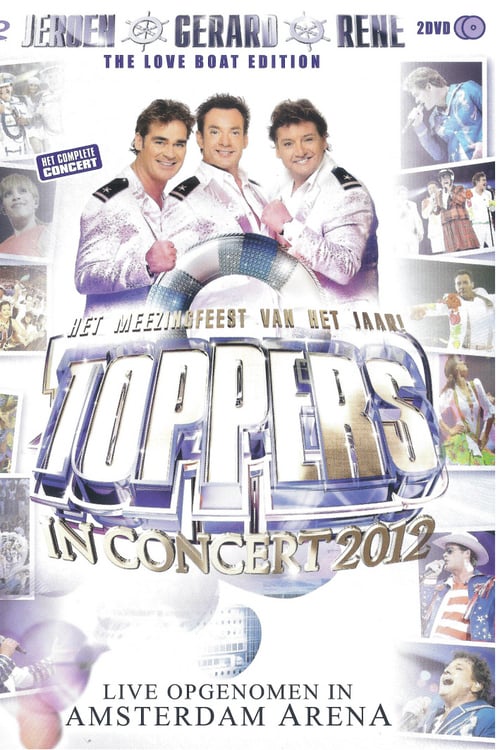 JEROEN GERARD RENE
2DVD
THE LOVE BOAT EDITION
HET COMPLETE
CONCERT
HET MEEZINGFEEST VAN HET JAAR!
TOPPERS
IN CONCERT 2012
LIVE OPGENOMEN IN
AMSTERDAM ARENA